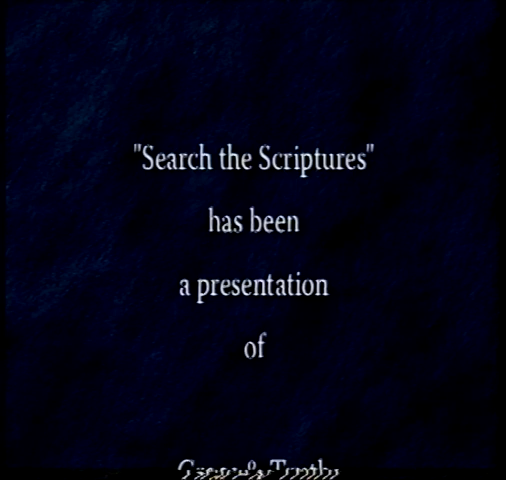 "Search the Scriptures"
has been
a presentation
of